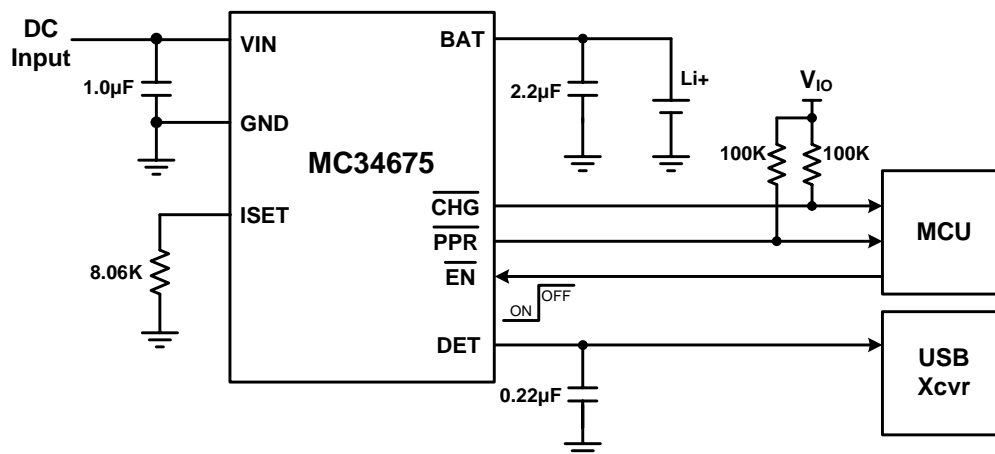 DC
Input
1.0µF
VIN
GND
ISET
8.06K
MC34675
BAT
CHG
PPR
EN
DET
2.2µF
Li+
VIO
100K
100K
ON
OFF
0.22µF
MCU
USB
Xcvr